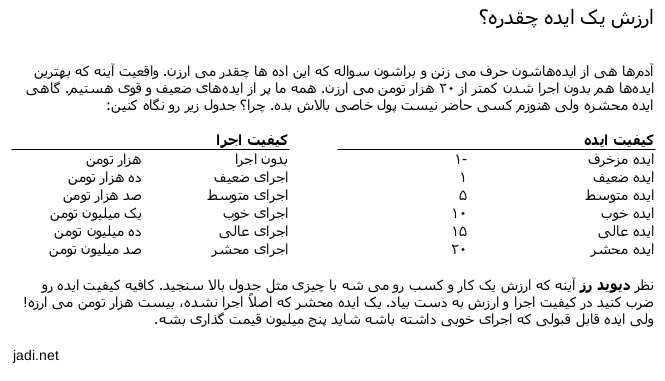 ارزش یک ایده چقدره؟
آدم‌ها هی از ایده‌هاشون حرف می زنن و براشون سواله که این اده ها چقدر می ارزن. واقعیت آینه که بهترین
ایده‌ها هم بدون اجرا شدن کمتر از ۲۰ هزار تومن می ارزن. همه ما پر از ایده‌های ضعیف و قوی هستیم. گاهی
ایده محشره ولی هنوزم کسی حاضر نیست پول خاصی بالاش بده. چرا؟ جدول زیر رو نگاه کنین:
کیفیت ایده کیفیت اجرا
ایده مزخرف ۱- بدون اجرا هزار تومن
ایده ضعیف ۱ اجرای ضعیف ده هزار تومن
ایده متوسط ۵ اجرای متوسط صد هزار تومن
ایده خوب ۱۰ اجرای خوب یک میلیون تومن
ایده عالی ۱۵ اجرای عالی ده میلیون تومن
ایده محشر ۲۰ اجرای محشر صد میلیون تومن
نظر دیوید رز آینه که ارزش یک کار و کسب رو می شه با چیزی مثل جدول بالا سنجید. کافیه کیفیت ایده رو
ضرب کنید در کیفیت اجرا و ارزش به دست بیاد. یک ایده محشر که اصلاً اجرا نشده، بیست هزار تومن می ارزه!
ولی ایده قابل قبولی که اجرای خوبی داشته باشه شاید پنج میلیون قیمت گذاری بشه.
jadi.net